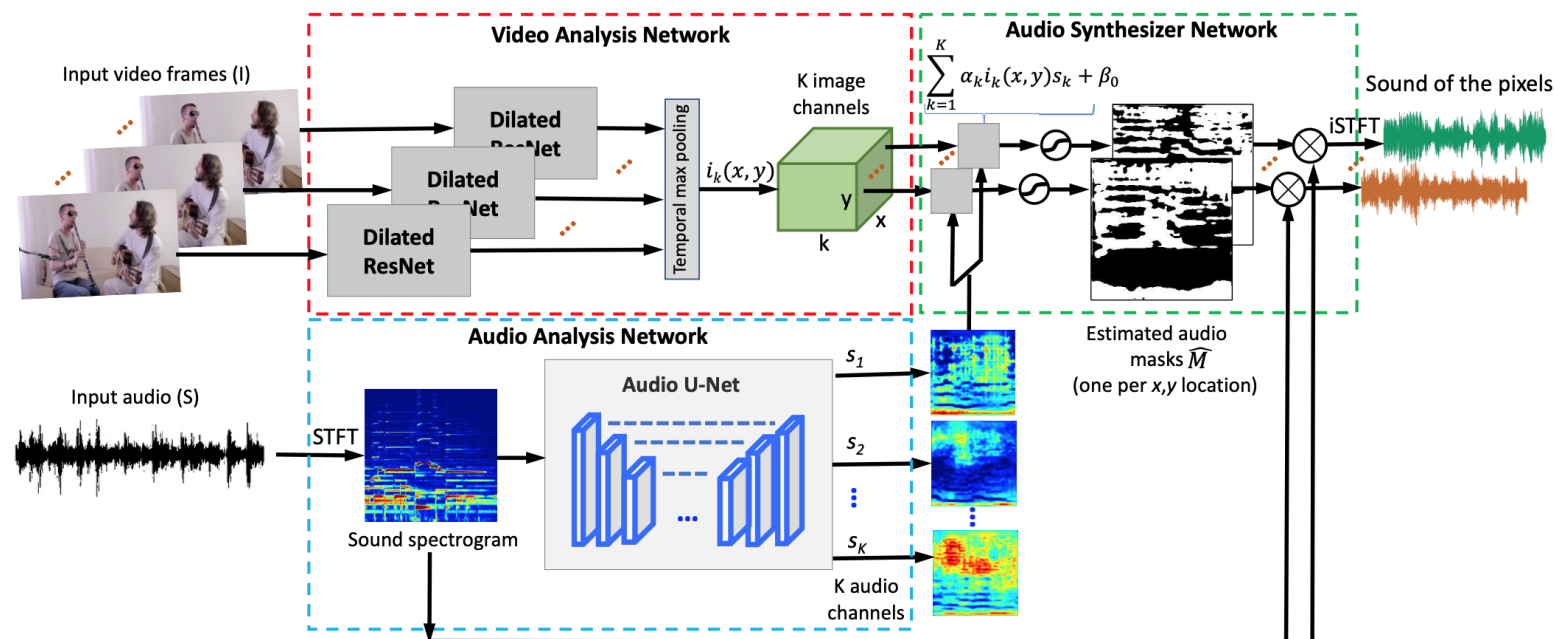 Video Analysis Network
Audio Synthesizer Network
Input video frames (I)
Dilated
ResNet
Dilated
ResNet
Dilated
ResNet
Temporal max pooling
i_k(x, y)
K image
channels
y
x
k
K
∑ α_k i_k(x, y)s_k + β_0
k=1
Sound of the pixels
iSTFT
Estimated audio
masks M̂
(one per x,y location)
Audio Analysis Network
Input audio (S)
STFT
Sound spectrogram
Audio U-Net
...
s_1
s_2
s_K
K audio
channels